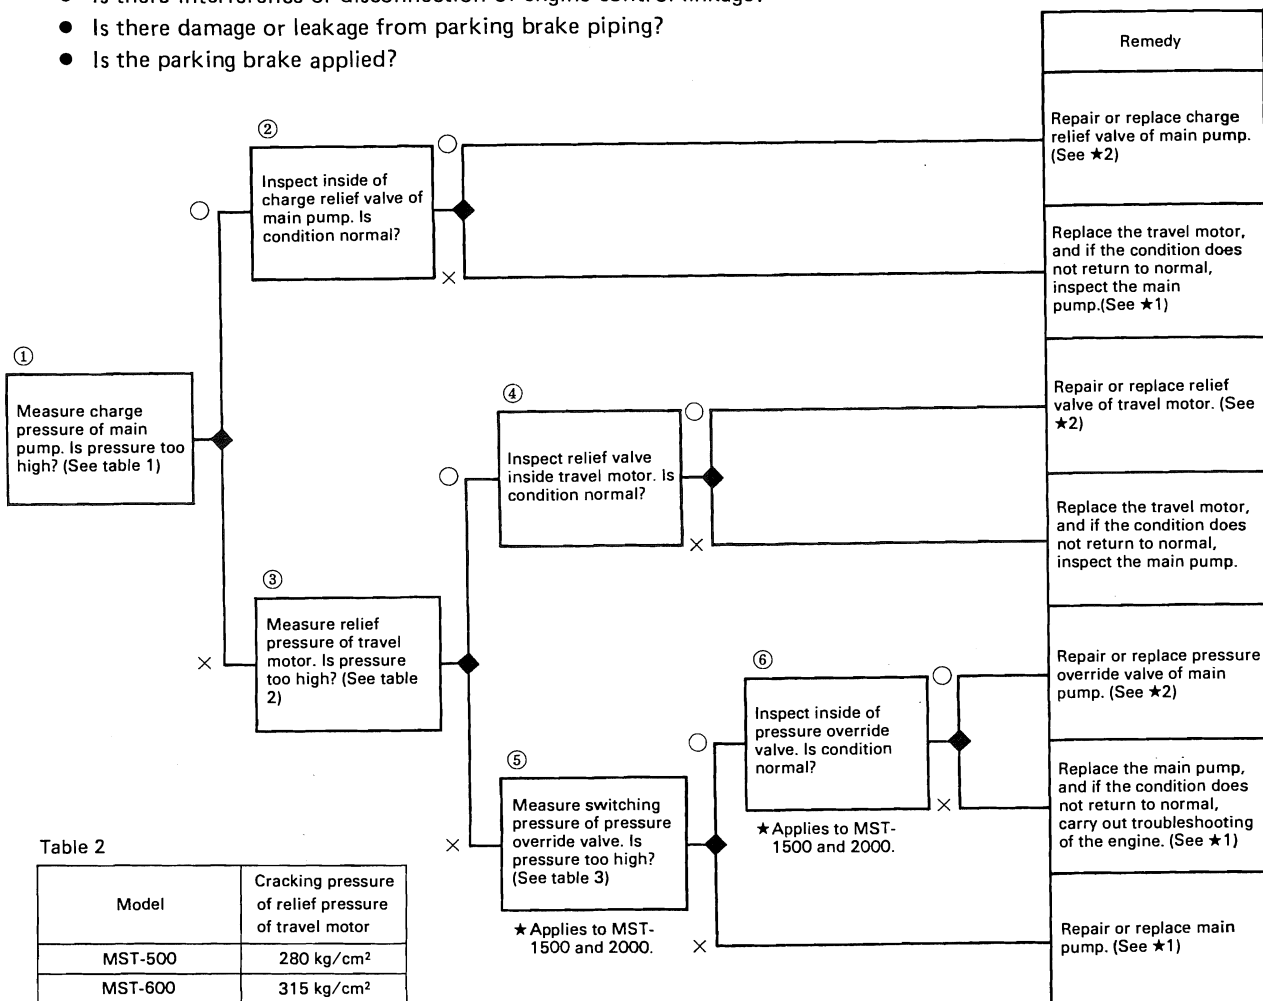 ● Is there interference or disconnection of engine control linkage?
● Is there damage or leakage from parking brake piping?
● Is the parking brake applied?
Remedy
①
Measure charge
pressure of main
pump. Is pressure too
high? (See table 1)
○
×
②
Inspect inside of
charge relief valve of
main pump. Is
condition normal?
○
×
Repair or replace charge
relief valve of main pump.
(See ★2)
Replace the travel motor,
and if the condition does
not return to normal,
inspect the main
pump.(See ★1)
③
Measure relief
pressure of travel
motor. Is pressure
too high? (See table
2)
○
×
④
Inspect relief valve
inside travel motor. Is
condition normal?
○
×
Repair or replace relief
valve of travel motor. (See
★2)
Replace the travel motor,
and if the condition does
not return to normal,
inspect the main pump.
⑤
Measure switching
pressure of pressure
override valve. Is
pressure too high?
(See table 3)
★Applies to MST-
1500 and 2000.
○
×
⑥
Inspect inside of
pressure override
valve. Is condition
normal?
★Applies to MST-
1500 and 2000.
○
×
Repair or replace pressure
override valve of main
pump. (See ★2)
Replace the main pump,
and if the condition does
not return to normal,
carry out troubleshooting
of the engine. (See ★1)
Repair or replace main
pump. (See ★1)
Table 2
Model
Cracking pressure
of relief pressure
of travel motor
MST-500 280 kg/cm²
MST-600 315 kg/cm²